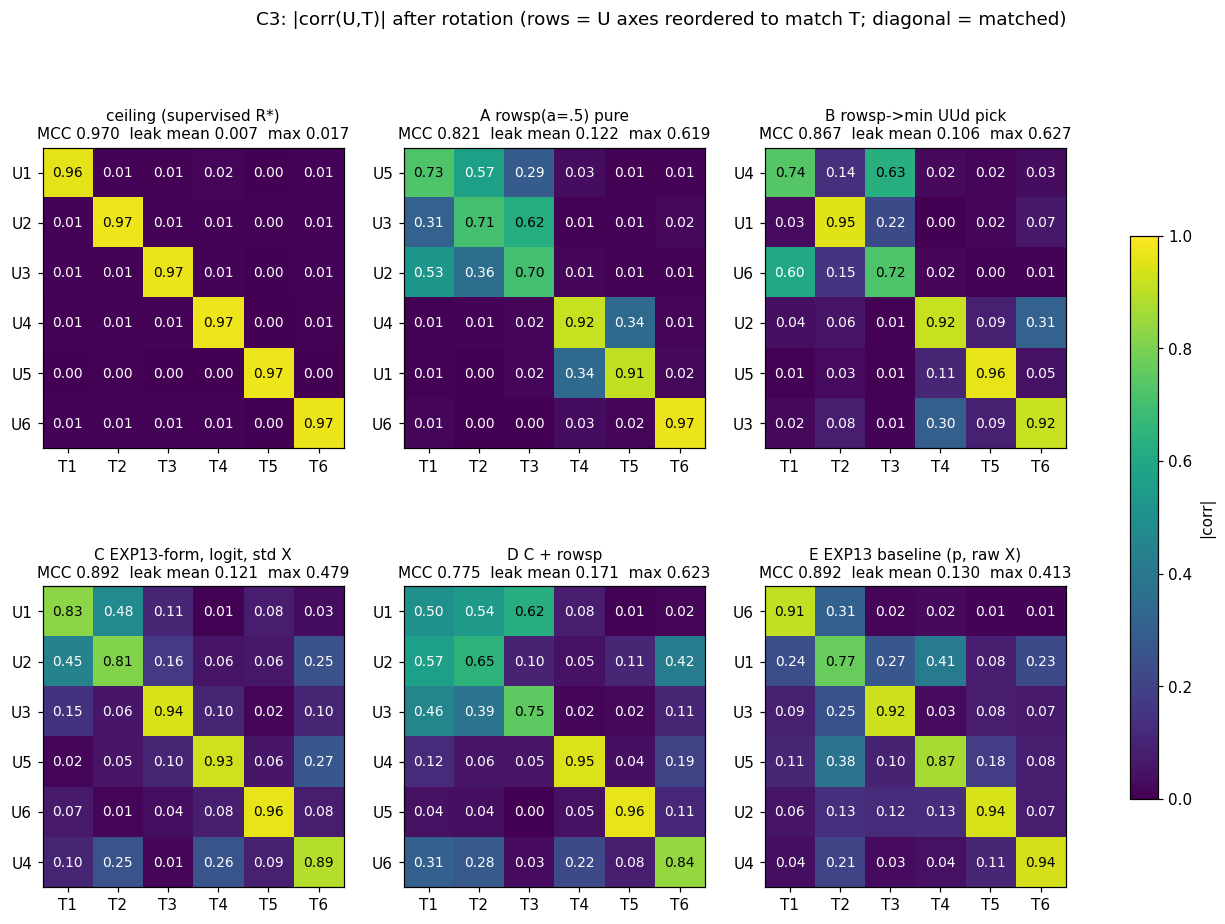 C3: |corr(U,T)| after rotation (rows = U axes reordered to match T; diagonal = matched)
ceiling (supervised R*)
MCC 0.970 leak mean 0.007 max 0.017
U1 0.96 0.01 0.01 0.02 0.00 0.01
U2 0.01 0.97 0.01 0.01 0.00 0.01
U3 0.01 0.01 0.97 0.01 0.00 0.01
U4 0.01 0.01 0.01 0.97 0.00 0.01
U5 0.00 0.00 0.00 0.00 0.97 0.00
U6 0.01 0.01 0.01 0.01 0.01 0.97
T1 T2 T3 T4 T5 T6
A rowsp(a=.5) pure
MCC 0.821 leak mean 0.122 max 0.619
U5 0.73 0.57 0.29 0.03 0.01 0.01
U3 0.31 0.71 0.62 0.01 0.01 0.02
U2 0.53 0.36 0.70 0.01 0.01 0.01
U4 0.01 0.01 0.02 0.92 0.34 0.01
U1 0.01 0.00 0.02 0.34 0.91 0.02
U6 0.01 0.00 0.00 0.03 0.02 0.97
T1 T2 T3 T4 T5 T6
B rowsp->min UUd pick
MCC 0.867 leak mean 0.106 max 0.627
U4 0.74 0.14 0.63 0.02 0.02 0.03
U1 0.03 0.95 0.22 0.00 0.02 0.07
U6 0.60 0.15 0.72 0.02 0.00 0.01
U2 0.04 0.06 0.01 0.92 0.09 0.31
U5 0.01 0.03 0.01 0.11 0.96 0.05
U3 0.02 0.08 0.01 0.30 0.09 0.92
T1 T2 T3 T4 T5 T6
C EXP13-form, logit, std X
MCC 0.892 leak mean 0.121 max 0.479
U1 0.83 0.48 0.11 0.01 0.08 0.03
U2 0.45 0.81 0.16 0.06 0.06 0.25
U3 0.15 0.06 0.94 0.10 0.02 0.10
U5 0.02 0.05 0.10 0.93 0.06 0.27
U6 0.07 0.01 0.04 0.08 0.96 0.08
U4 0.10 0.25 0.01 0.26 0.09 0.89
T1 T2 T3 T4 T5 T6
D C + rowsp
MCC 0.775 leak mean 0.171 max 0.623
U1 0.50 0.54 0.62 0.08 0.01 0.02
U2 0.57 0.65 0.10 0.05 0.11 0.42
U3 0.46 0.39 0.75 0.02 0.02 0.11
U4 0.12 0.06 0.05 0.95 0.04 0.19
U5 0.04 0.04 0.00 0.05 0.96 0.11
U6 0.31 0.28 0.03 0.22 0.08 0.84
T1 T2 T3 T4 T5 T6
E EXP13 baseline (p, raw X)
MCC 0.892 leak mean 0.130 max 0.413
U6 0.91 0.31 0.02 0.02 0.01 0.01
U1 0.24 0.77 0.27 0.41 0.08 0.23
U3 0.09 0.25 0.92 0.03 0.08 0.07
U5 0.11 0.38 0.10 0.87 0.18 0.08
U2 0.06 0.13 0.12 0.13 0.94 0.07
U4 0.04 0.21 0.03 0.04 0.11 0.94
T1 T2 T3 T4 T5 T6
1.0
0.8
0.6
0.4
0.2
0.0
|corr|